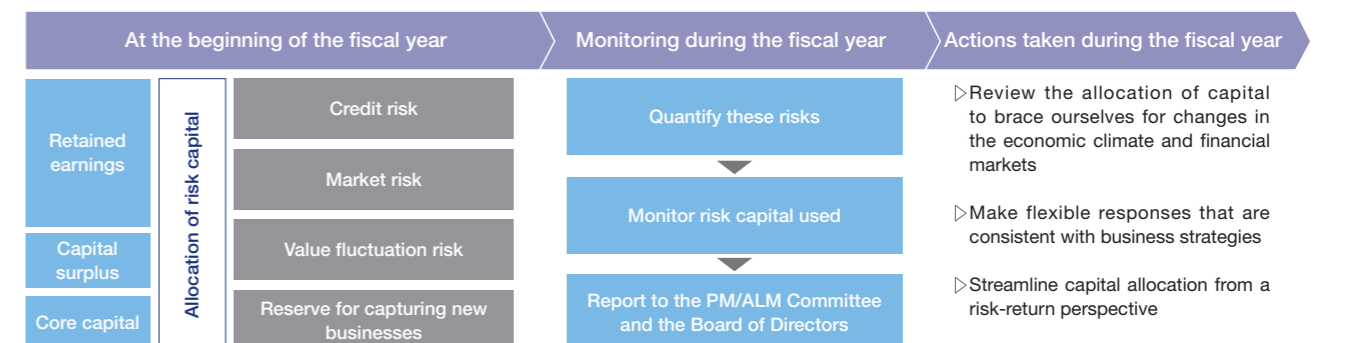 At the beginning of the fiscal year
Monitoring during the fiscal year
Actions taken during the fiscal year
Retained
earnings
Capital
surplus
Core capital
Allocation of risk capital
Credit risk
Market risk
Value fluctuation risk
Reserve for capturing new
businesses
Quantify these risks
Monitor risk capital used
Report to the PM/ALM Committee
and the Board of Directors
▷Review the allocation of capital
to brace ourselves for changes in
the economic climate and financial
markets
▷Make flexible responses that are
consistent with business strategies
▷Streamline capital allocation from a
risk-return perspective